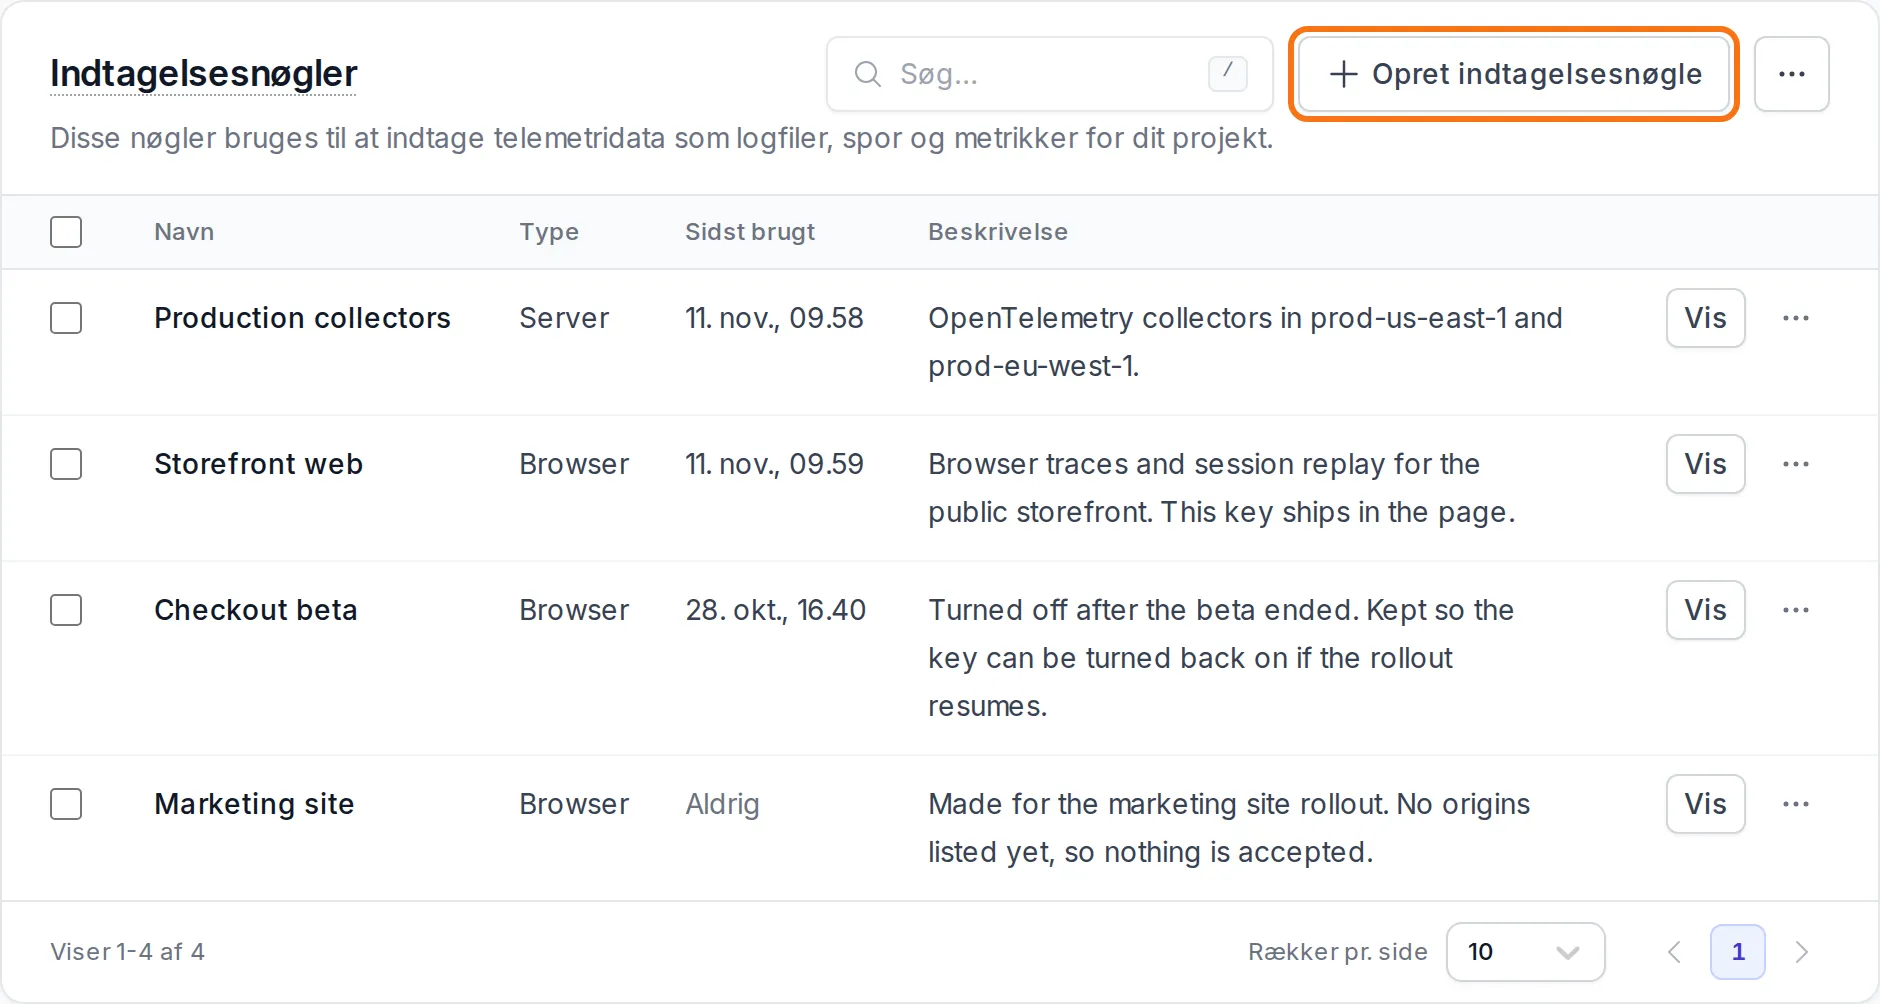 Indtagelsesnøgler
Søg...
/
Opret indtagelsesnøgle
Disse nøgler bruges til at indtage telemetridata som logfiler, spor og metrikker for dit projekt.
Navn Type Sidst brugt Beskrivelse
Production collectors Server 11. nov., 09.58 OpenTelemetry collectors in prod-us-east-1 and Vis
prod-eu-west-1.
Storefront web Browser 11. nov., 09.59 Browser traces and session replay for the Vis
public storefront. This key ships in the page.
Checkout beta Browser 28. okt., 16.40 Turned off after the beta ended. Kept so the Vis
key can be turned back on if the rollout
resumes.
Marketing site Browser Aldrig Made for the marketing site rollout. No origins Vis
listed yet, so nothing is accepted.
Viser 1-4 af 4 Rækker pr. side 10 1